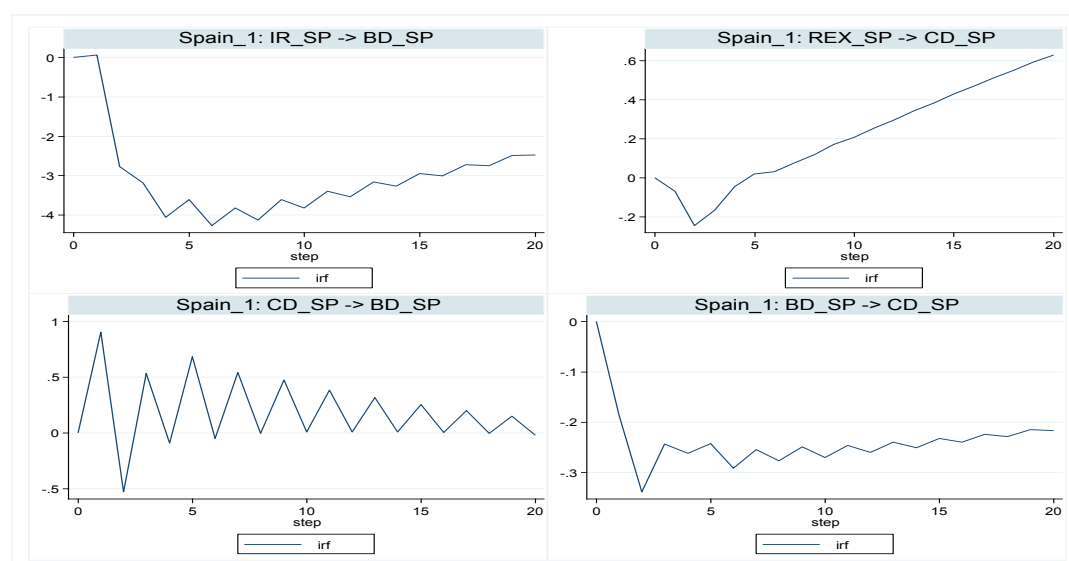 Spain_1: IR_SP -> BD_SP
0
-1
-2
-3
-4
0 5 10 15 20
step
irf
Spain_1: REX_SP -> CD_SP
.6
.4
.2
0
-.2
0 5 10 15 20
step
irf
Spain_1: CD_SP -> BD_SP
1
.5
0
-.5
0 5 10 15 20
step
irf
Spain_1: BD_SP -> CD_SP
0
-.1
-.2
-.3
0 5 10 15 20
step
irf